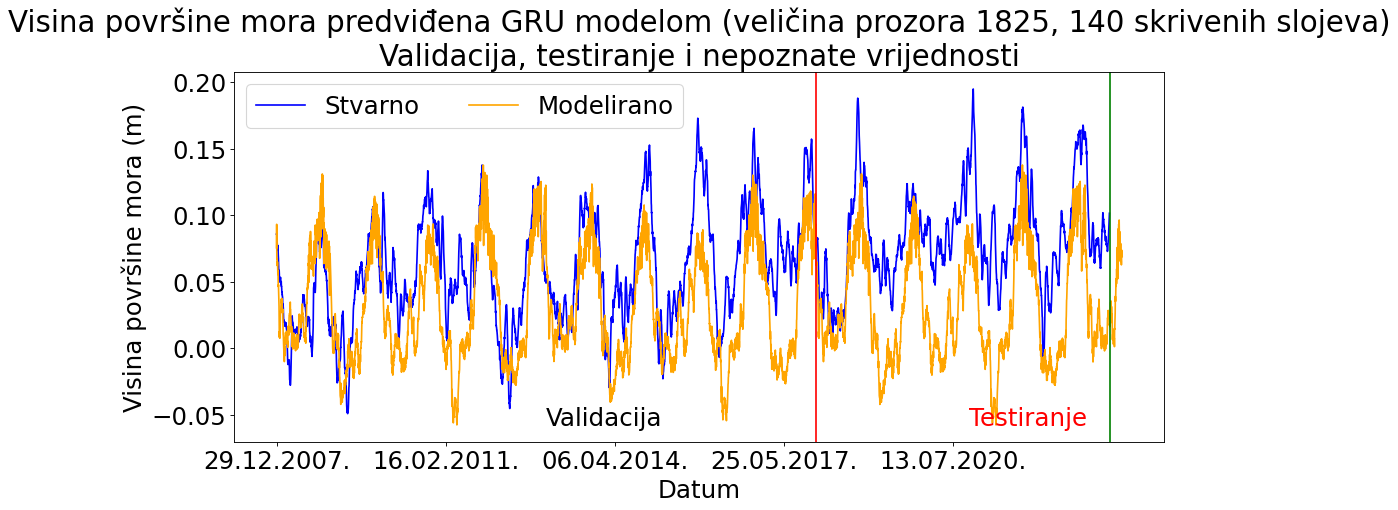 Visina površine mora predviđena GRU modelom (veličina prozora 1825, 140 skrivenih slojeva)
Validacija, testiranje i nepoznate vrijednosti
Stvarno Modelirano
Visina površine mora (m)
0.20
0.15
0.10
0.05
0.00
−0.05
Validacija Testiranje
29.12.2007. 16.02.2011. 06.04.2014. 25.05.2017. 13.07.2020.
Datum